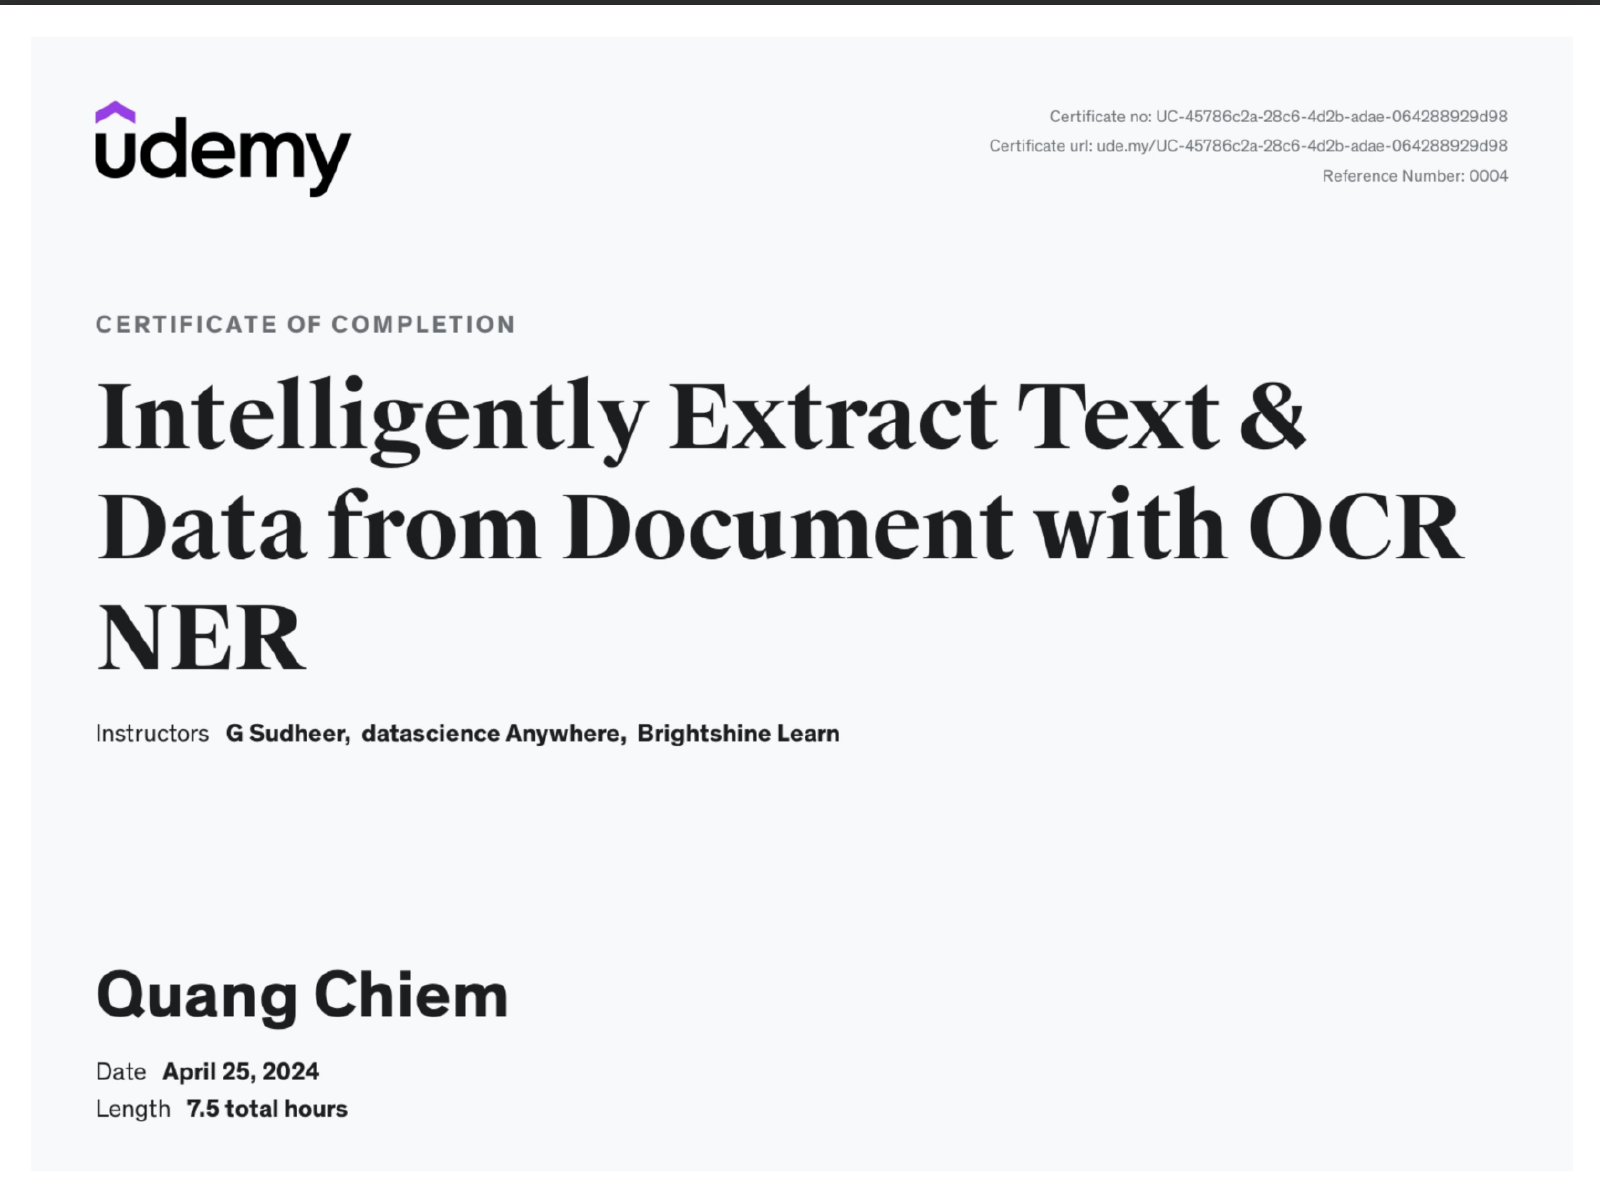 udemy
Certificate no: UC-45786c2a-28c6-4d2b-adae-064288929d98
Certificate url: ude.my/UC-45786c2a-28c6-4d2b-adae-064288929d98
Reference Number: 0004
CERTIFICATE OF COMPLETION
Intelligently Extract Text &
Data from Document with OCR
NER
Instructors G Sudheer, datascience Anywhere, Brightshine Learn
Quang Chiem
Date April 25, 2024
Length 7.5 total hours